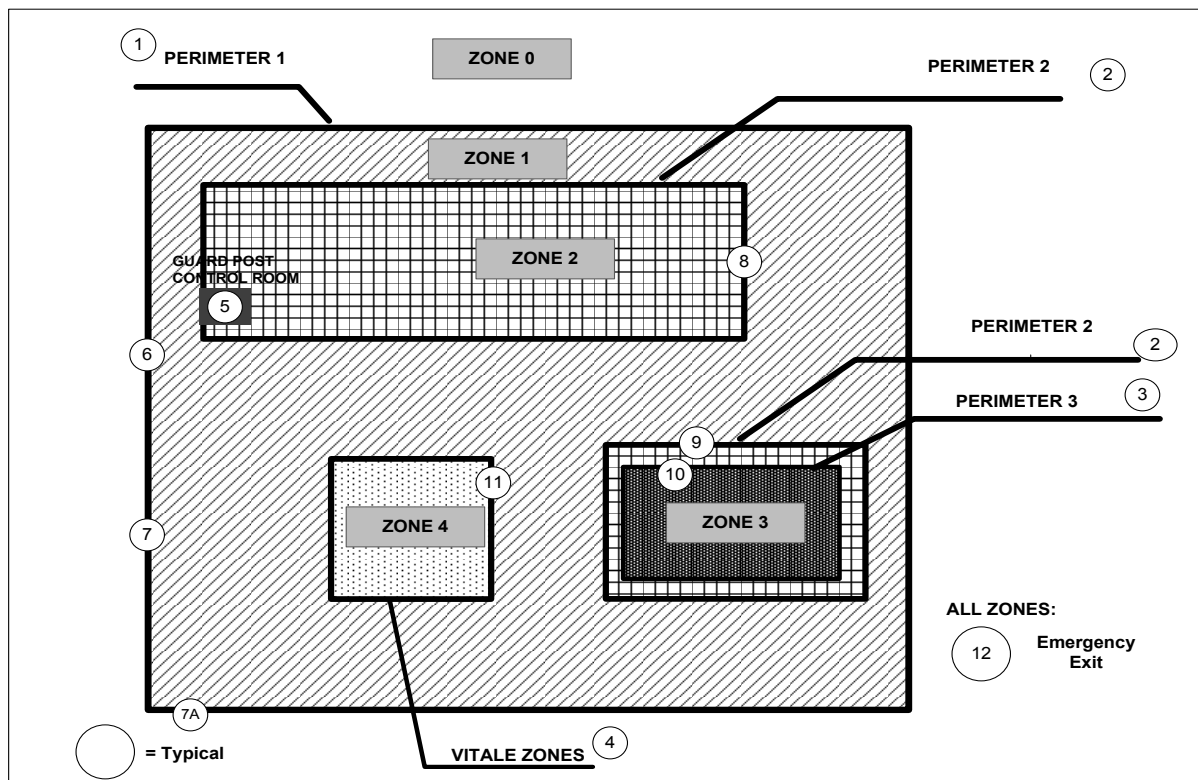 1
PERIMETER 1
ZONE 0
PERIMETER 2
2
ZONE 1
ZONE 2
8
GUARD POST
CONTROL ROOM
5
6
PERIMETER 2
2
PERIMETER 3
3
9
10
11
ZONE 3
ZONE 4
7
ALL ZONES:
12
Emergency
Exit
7A
= Typical
VITALE ZONES
4